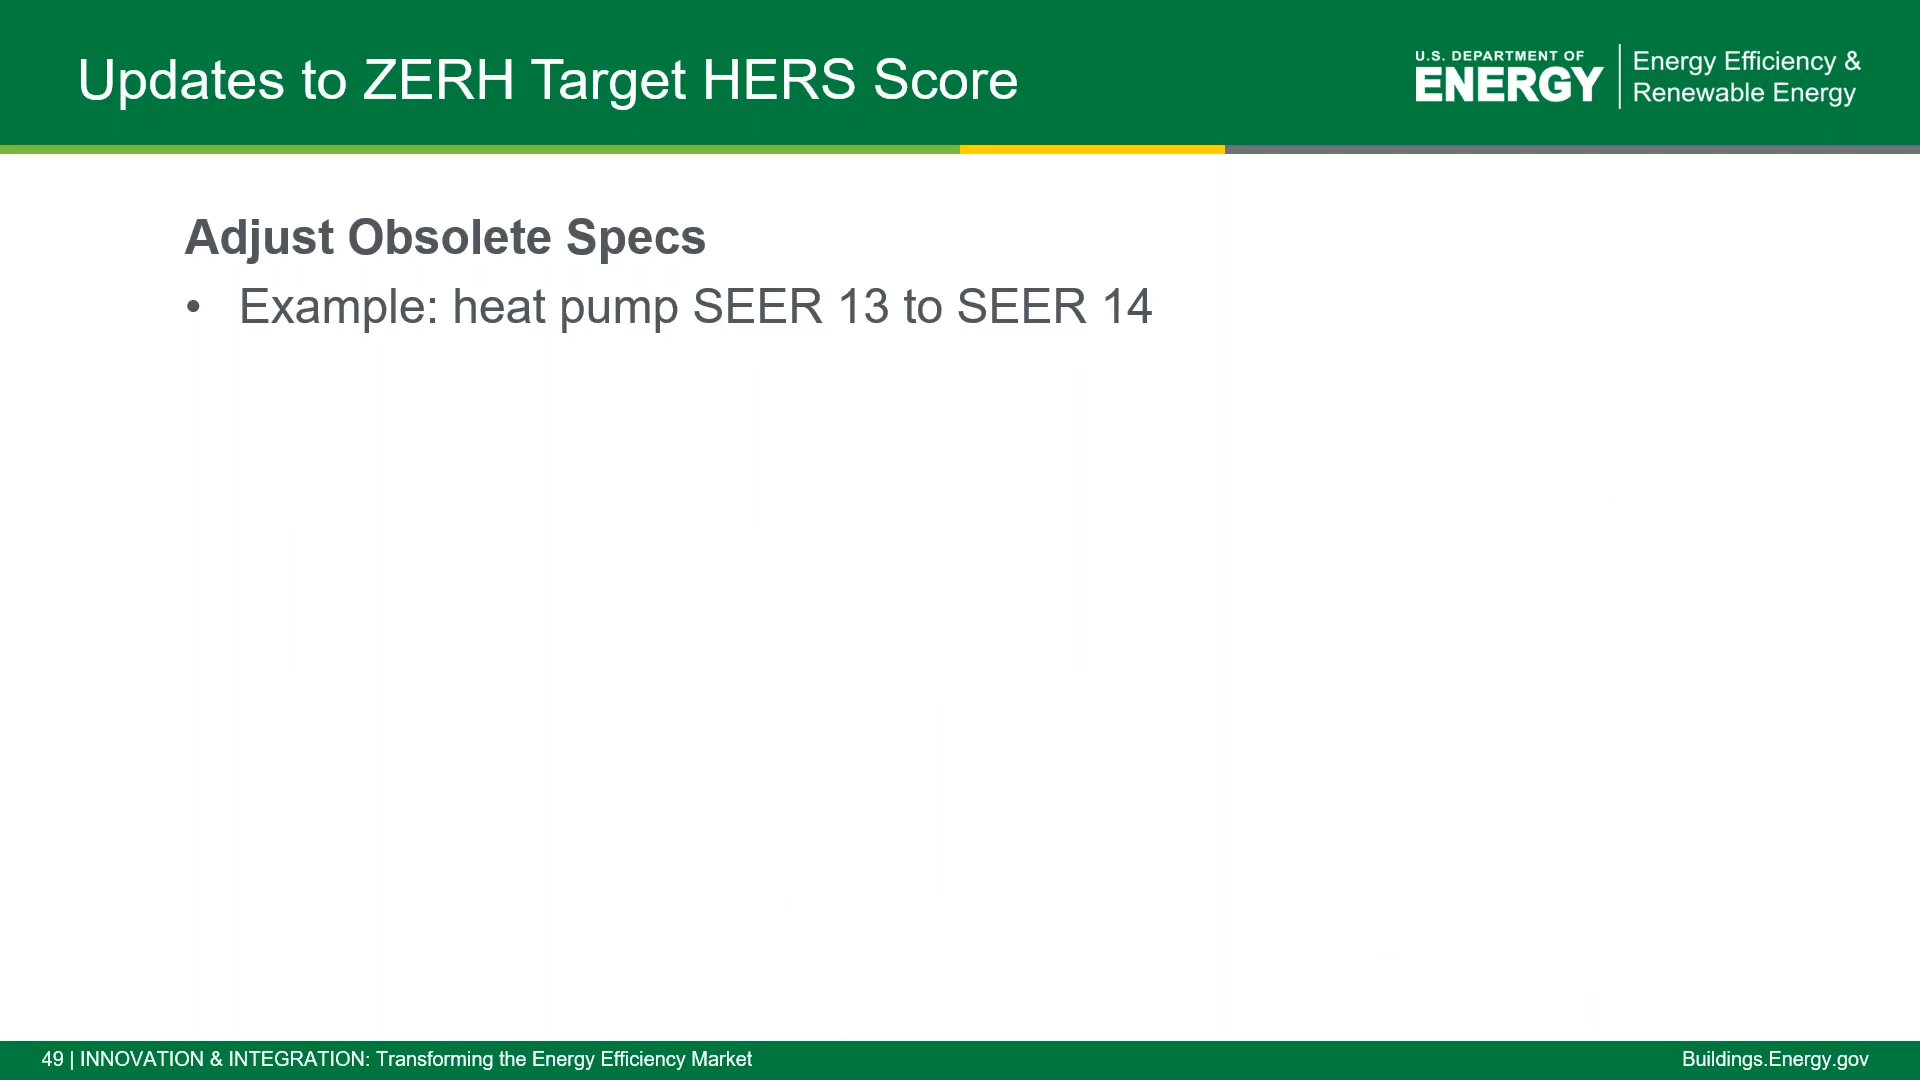 Updates to ZERH Target HERS Score
U.S. DEPARTMENT OF
ENERGY
Energy Efficiency &
Renewable Energy
Adjust Obsolete Specs
• Example: heat pump SEER 13 to SEER 14
49 | INNOVATION & INTEGRATION: Transforming the Energy Efficiency Market
Buildings.Energy.gov